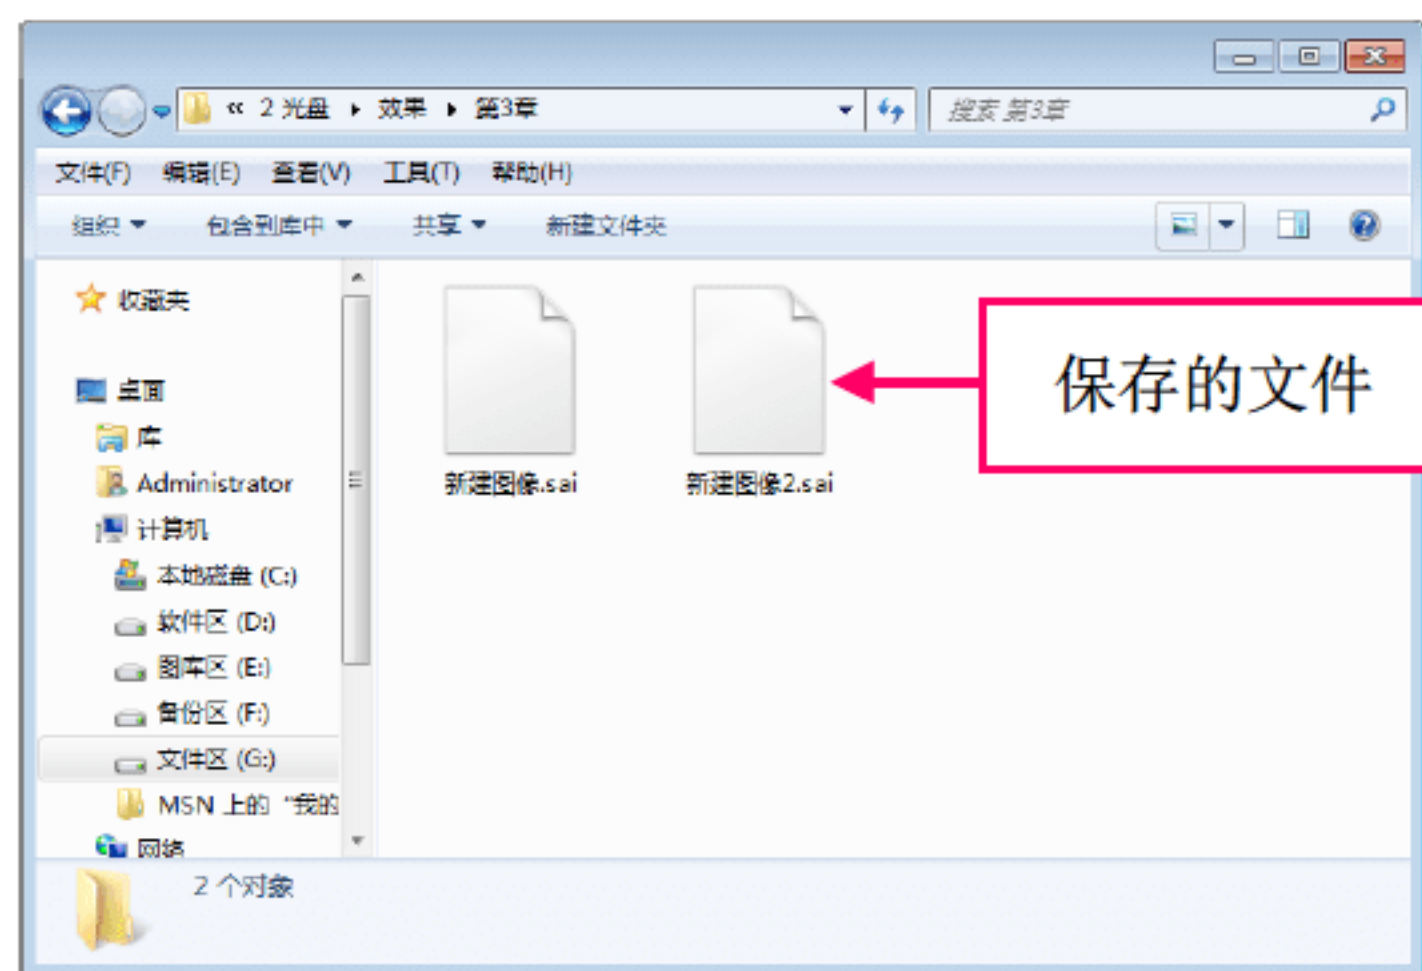 « 2 光盘 ▸ 效果 ▸ 第3章
搜索 第3章
文件(F) 编辑(E) 查看(V) 工具(T) 帮助(H)
组织 包含到库中 共享 新建文件夹
收藏夹
桌面
库
Administrator
计算机
本地磁盘 (C:)
软件区 (D:)
图库区 (E:)
备份区 (F:)
文件区 (G:)
MSN 上的“我的
网络
新建图像.sai
新建图像2.sai
保存的文件
2 个对象